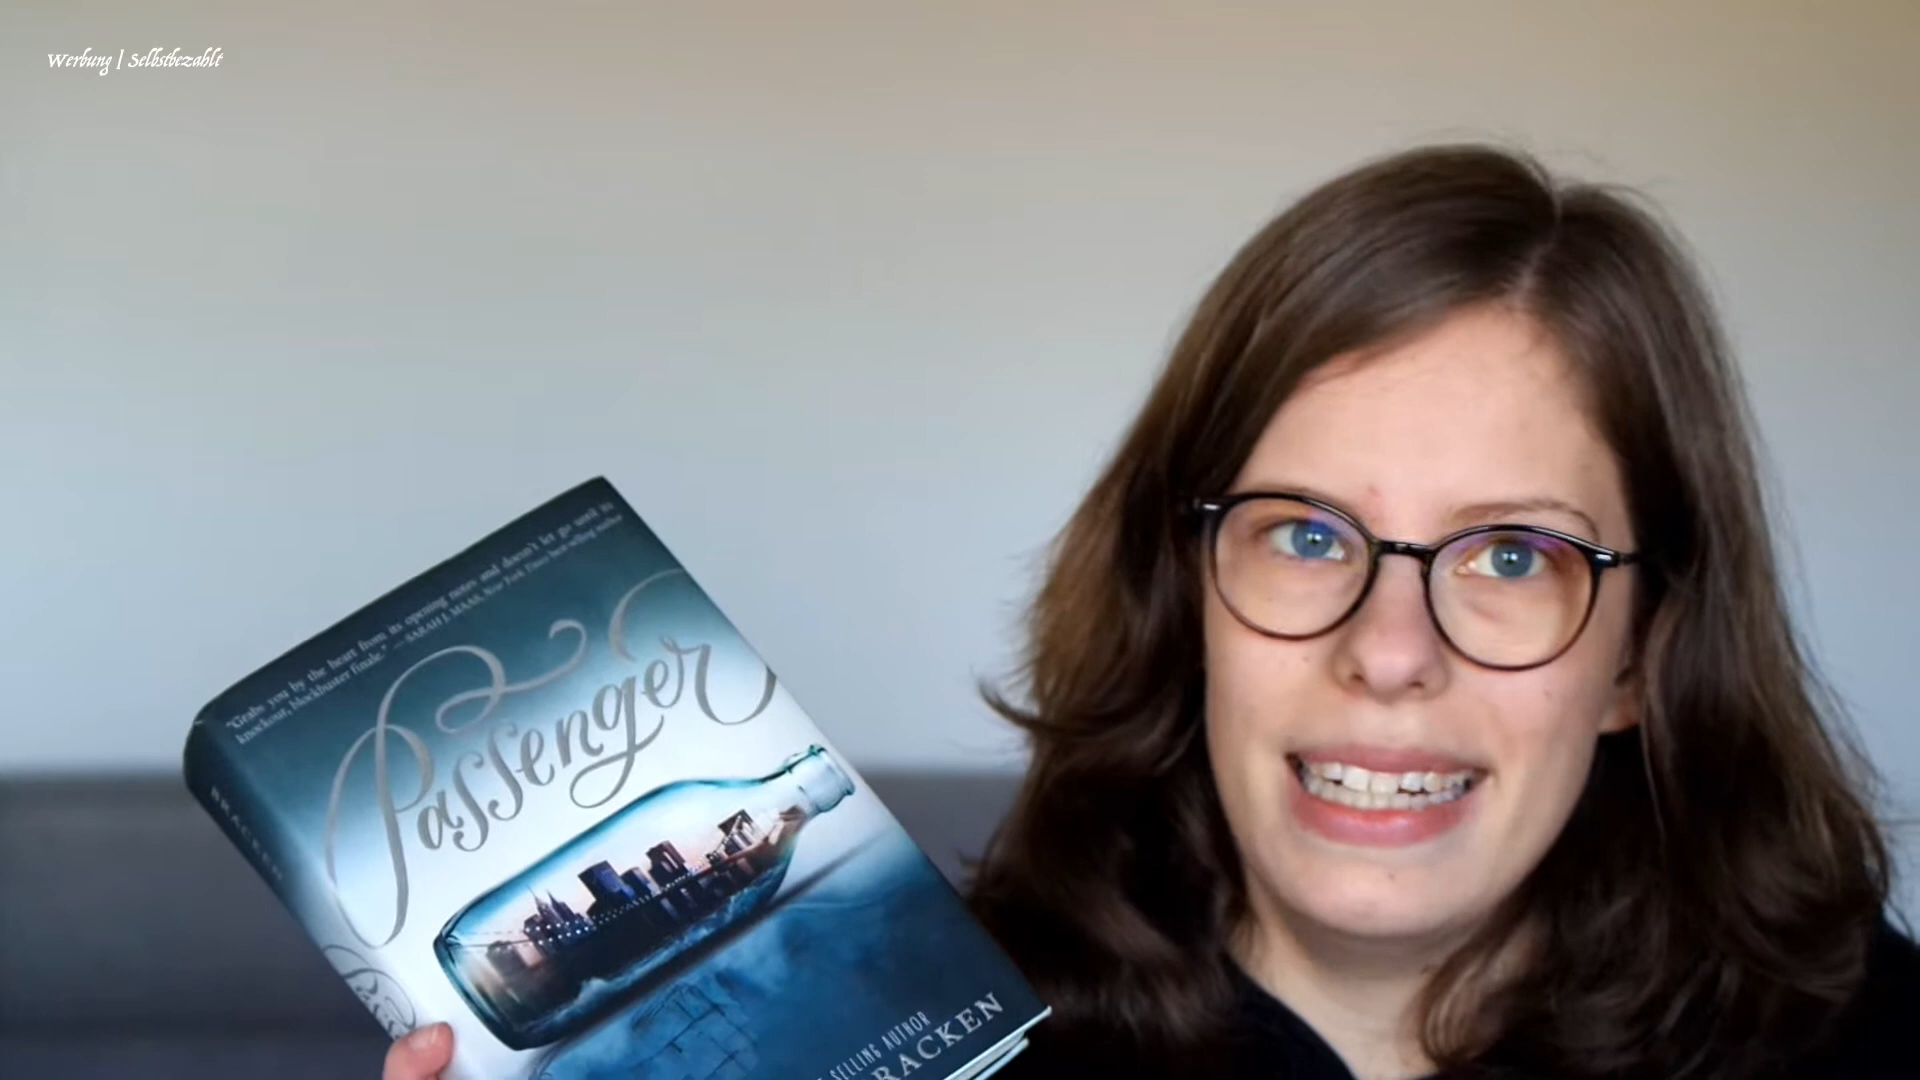 Werbung | Selbstbezahlt
"Grabs you by the heart from its opening notes and doesn't let go until its
knockout, blockbuster finale." —SARAH J. MAAS, New York Times best-selling author
Passenger
BRACKEN
SELLING AUTHOR
RACKEN